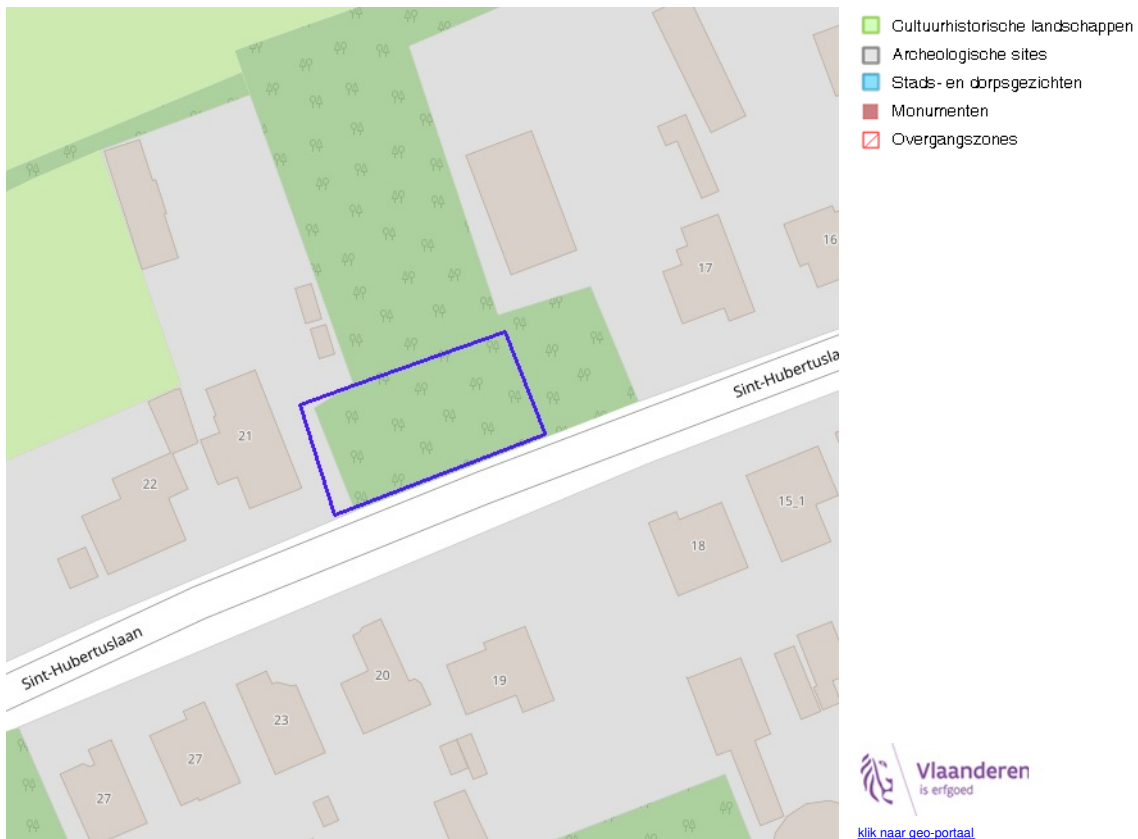 Cultuurhistorische landschappen
Archeologische sites
Stads- en dorpsgezichten
Monumenten
Overgangszones
16
17
Sint-Hubertusla
21
22
15_1
18
Sint-Hubertuslaan
20
19
23
27
27
Vlaanderen
is erfgoed
klik naar geo-portaal